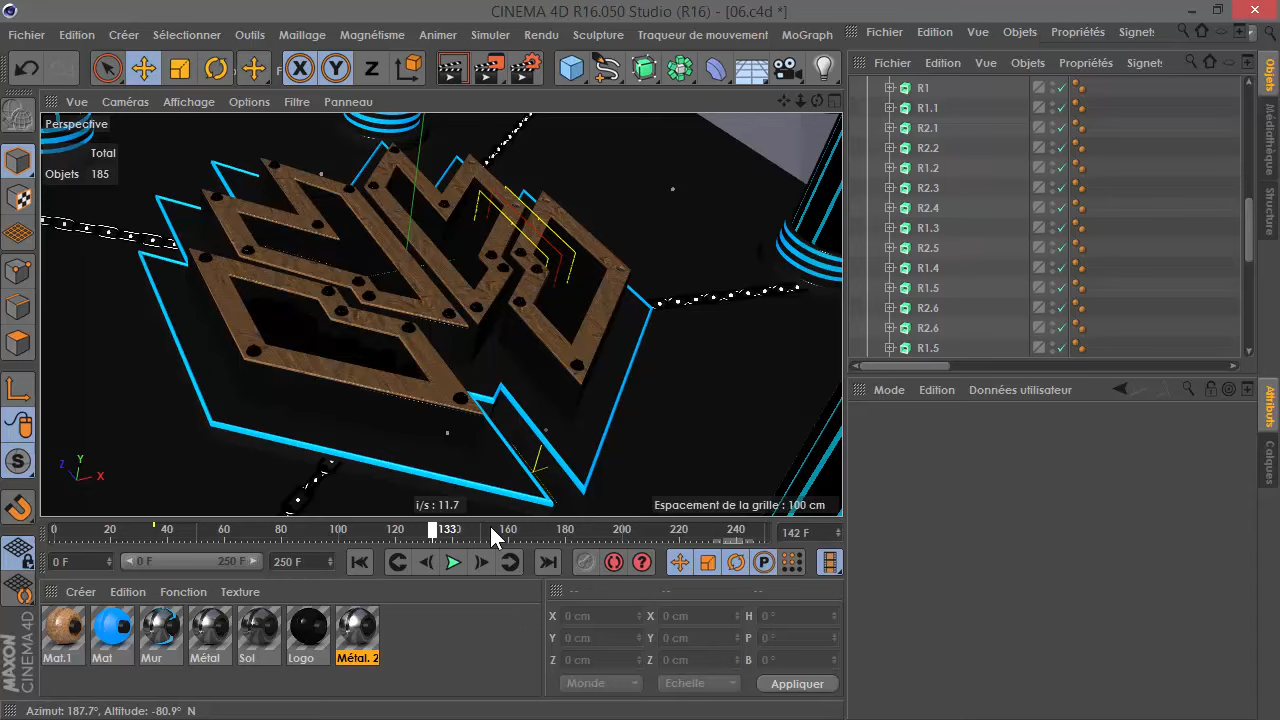 CINEMA 4D R16.050 Studio (R16) - [06.c4d *]
Fichier Edition Créer Sélectionner Outils Maillage Magnétisme Animer Simuler Rendu Sculpture Traqueur de mouvement MoGraph
Fichier Edition Vue Objets Propriétés Signet:
X Y Z
Vue Caméras Affichage Options Filtre Panneau
Fichier Edition Vue Objets Propriétés Signet:
Perspective
Total
Objets 185
R1
R1.1
R2.1
R2.2
R1.2
R2.3
R2.4
R1.3
R2.5
R1.4
R1.5
R2.6
R2.6
R1.5
Objets
Médiathèque
Structure
Mode Edition Données utilisateur
Attributs
Calques
Y
Z
X
i/s : 11.7
Espacement de la grille : 100 cm
0 20 40 60 80 100 120 133 160 180 200 220 240 142 F
0 F 0 F 250 F 250 F
Créer Edition Fonction Texture
Mat.1 Mat Mur Métal Sol Logo Métal. 2
-- -- --
X 0 cm X 0 cm H 0 °
Y 0 cm Y 0 cm P 0 °
Z 0 cm Z 0 cm B 0 °
Monde Echelle Appliquer
MAXON
CINEMA 4D
Azimut: 187.7°, Altitude: -80.9° N